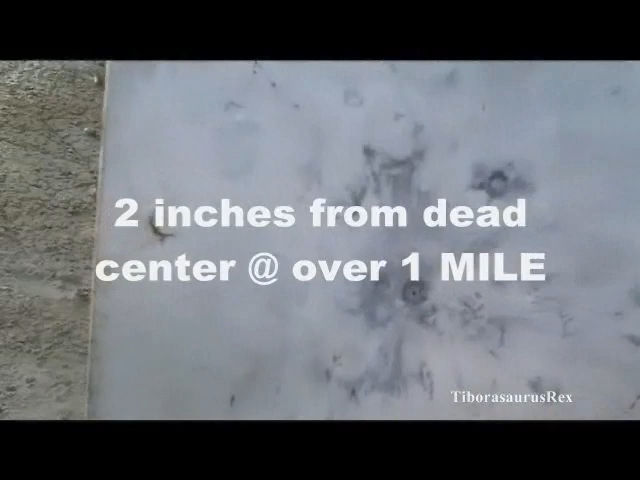 2 inches from dead
center @ over 1 MILE
TiborasaurusRex